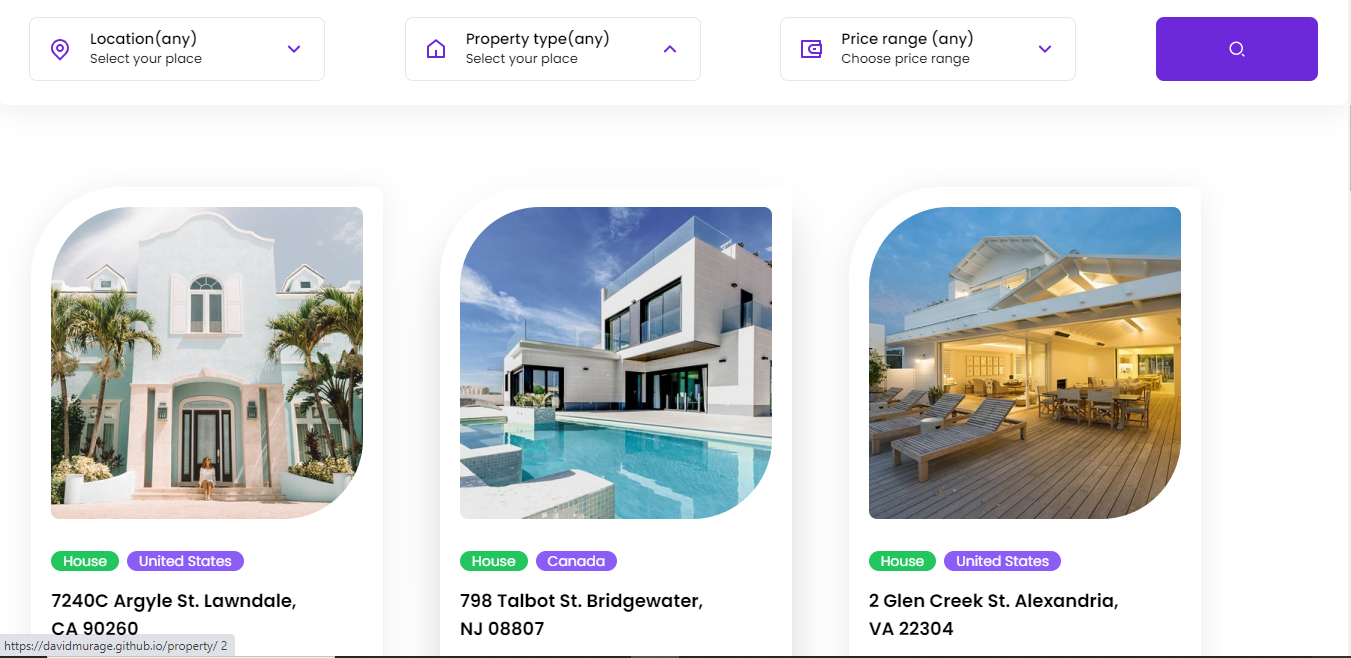 Location(any)
Select your place
Property type(any)
Select your place
Price range (any)
Choose price range
House
United States
7240C Argyle St. Lawndale,
CA 90260
House
Canada
798 Talbot St. Bridgewater,
NJ 08807
House
United States
2 Glen Creek St. Alexandria,
VA 22304
https://davidmurage.github.io/property/ 2